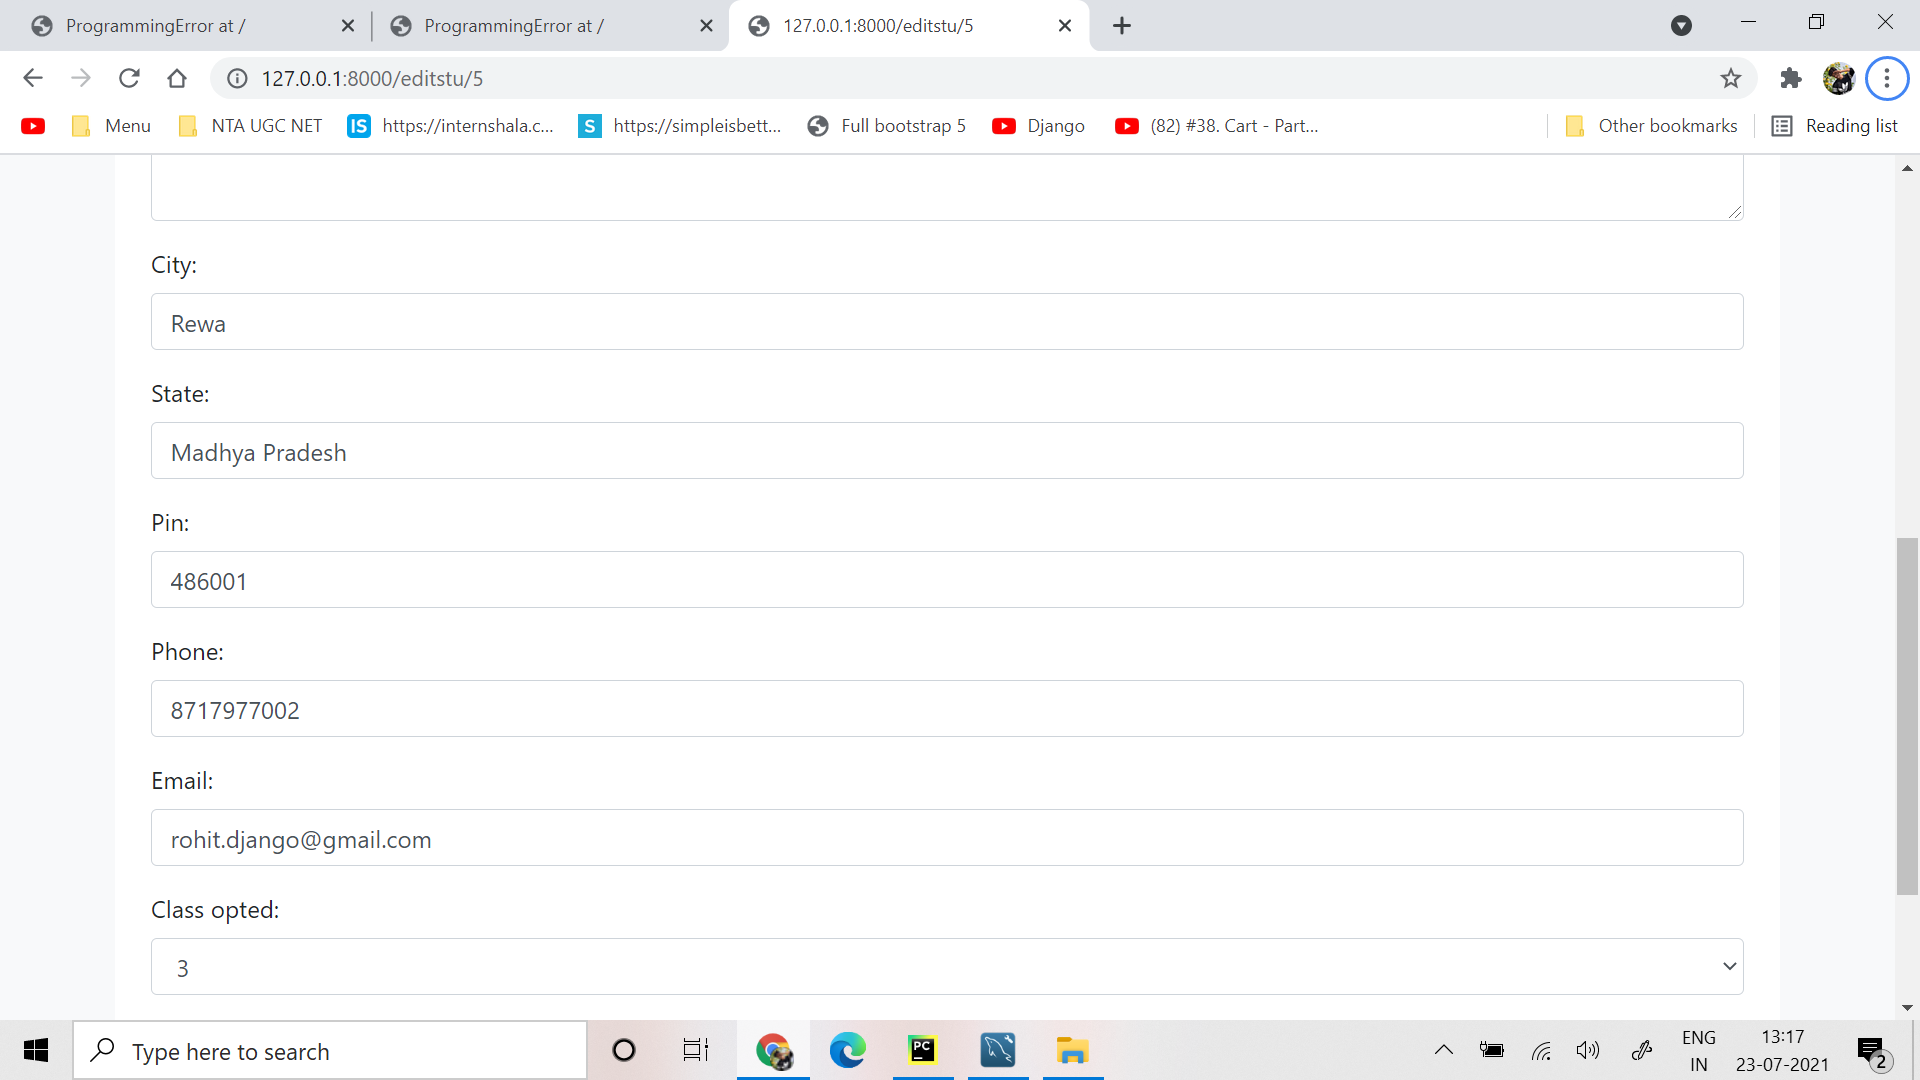 ProgrammingError at /
ProgrammingError at /
127.0.0.1:8000/editstu/5
127.0.0.1:8000/editstu/5
Menu
NTA UGC NET
IS
https://internshala.c...
S
https://simpleisbett...
Full bootstrap 5
Django
(82) #38. Cart - Part...
Other bookmarks
Reading list
City:
Rewa
State:
Madhya Pradesh
Pin:
486001
Phone:
8717977002
Email:
rohit.django@gmail.com
Class opted:
3
Type here to search
PC
ENG
IN
13:17
23-07-2021
2